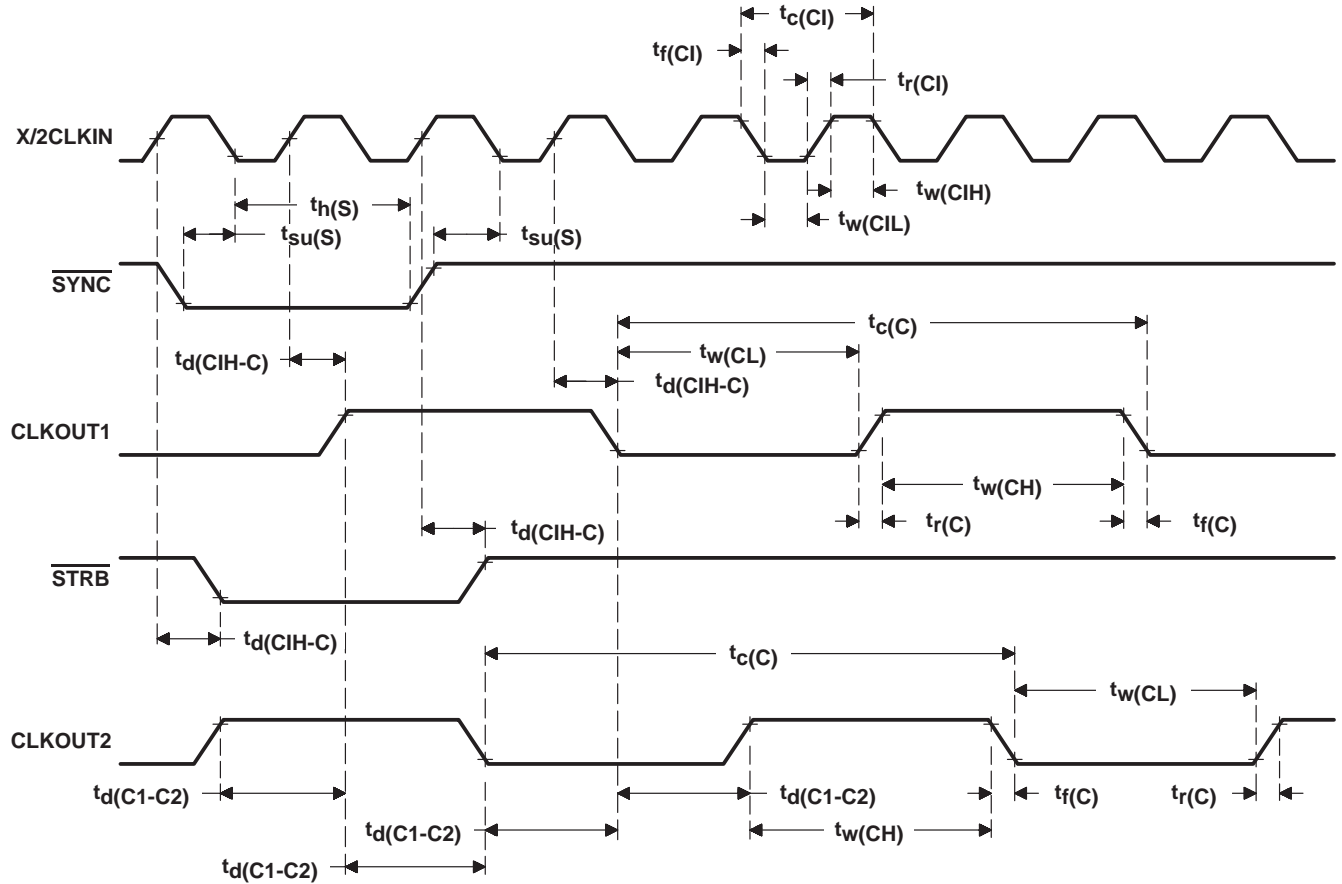 tc(CI)
tf(CI)
tr(CI)
X/2CLKIN
tw(CIH)
th(S)
tsu(S)
tsu(S)
tw(CIL)
SYNC
tc(C)
tw(CL)
td(CIH-C)
td(CIH-C)
CLKOUT1
tw(CH)
td(CIH-C)
tr(C)
tf(C)
STRB
td(CIH-C)
tc(C)
tw(CL)
CLKOUT2
td(C1-C2)
td(C1-C2)
tf(C)
tr(C)
td(C1-C2)
tw(CH)
td(C1-C2)